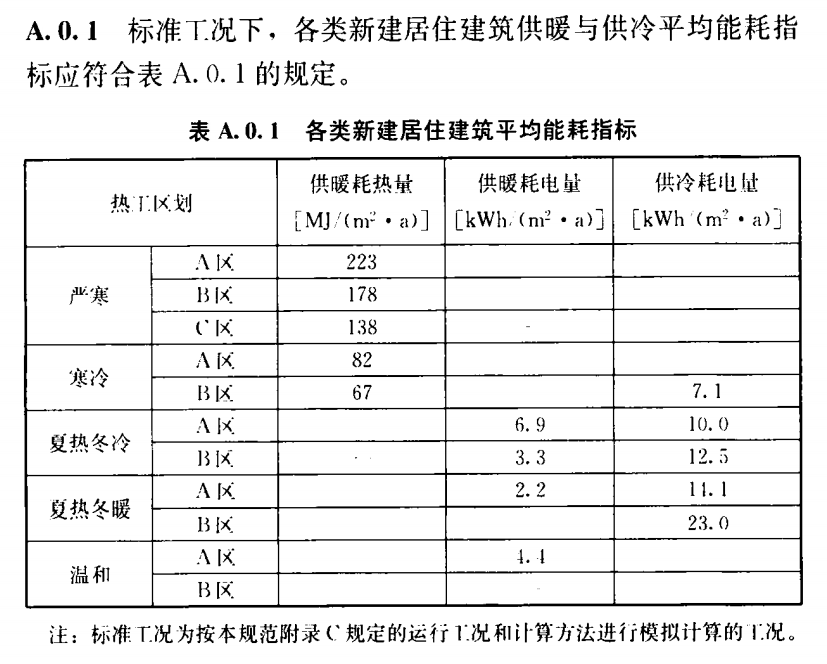 A.0.1 标准工况下，各类新建居住建筑供暖与供冷平均能耗指
标应符合表 A.0.1 的规定。
表 A.0.1 各类新建居住建筑平均能耗指标
热工区划 供暖耗热量 [MJ/(m²·a)] 供暖耗电量 [kWh/(m²·a)] 供冷耗电量 [kWh/(m²·a)]
严寒 A区 223
B区 178
C区 138
寒冷 A区 82
B区 67 7.1
夏热冬冷 A区 6.9 10.0
B区 3.3 12.5
夏热冬暖 A区 2.2 14.1
B区 23.0
温和 A区 4.4
B区
注：标准工况为按本规范附录 C 规定的运行工况和计算方法进行模拟计算的工况。